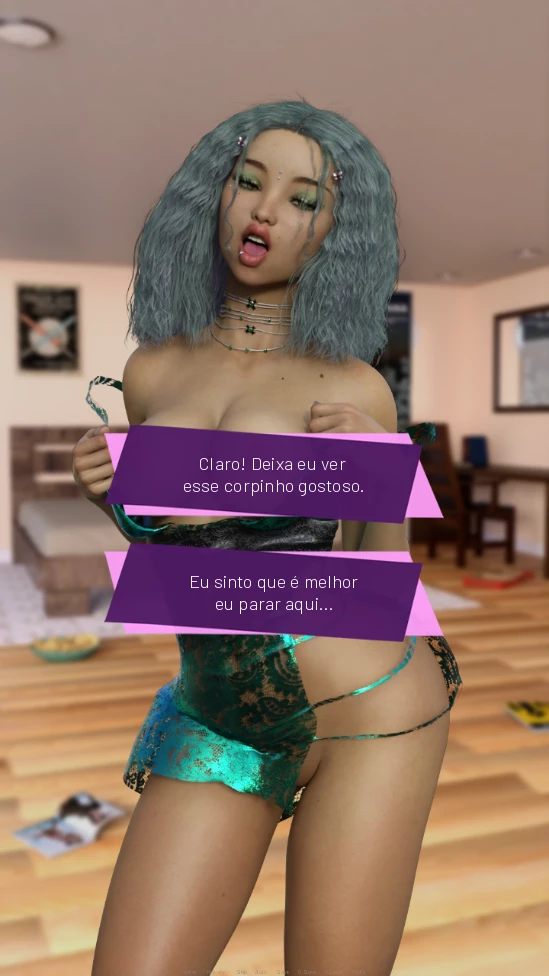 Claro! Deixa eu ver
esse corpinho gostoso.
Eu sinto que é melhor
eu parar aqui...